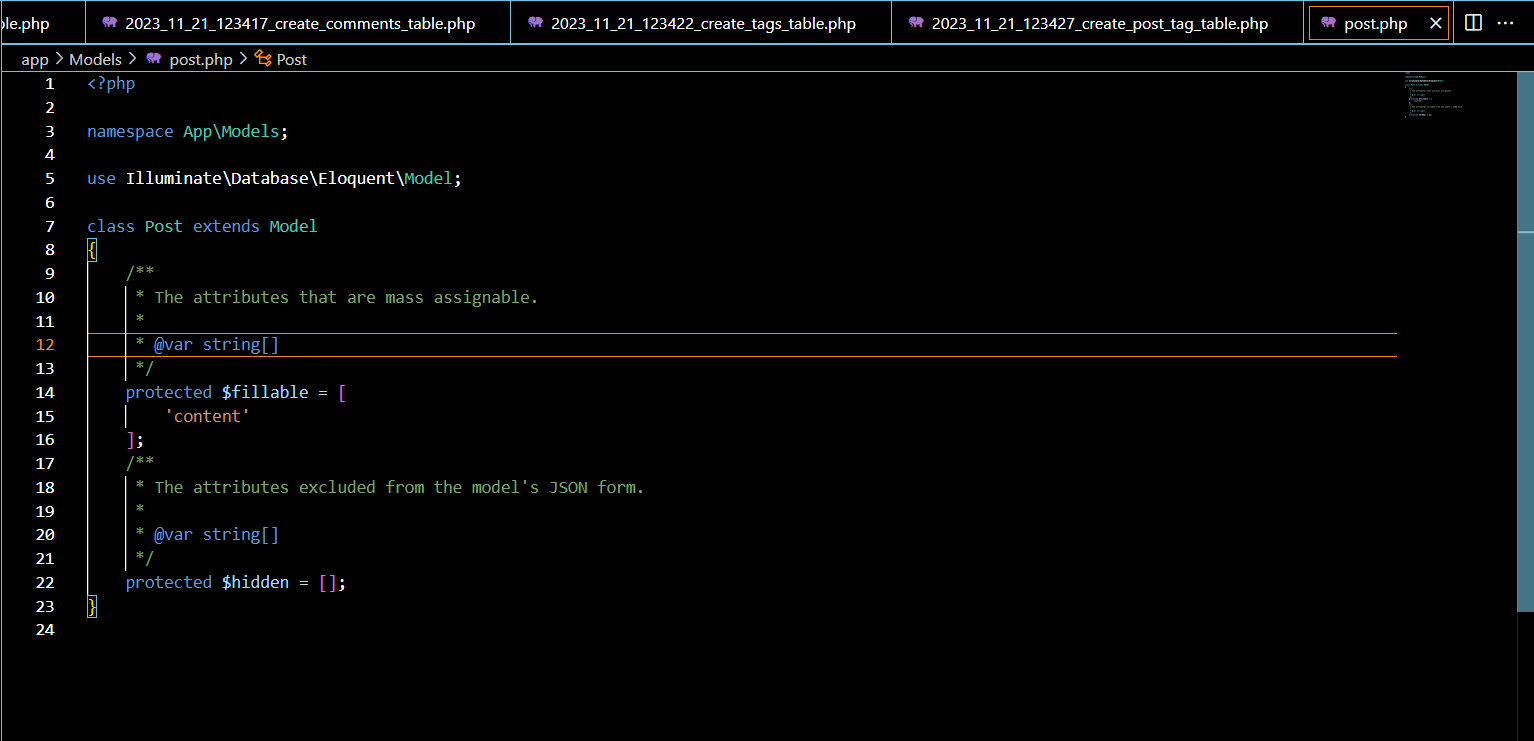 ple.php 2023_11_21_123417_create_comments_table.php 2023_11_21_123422_create_tags_table.php 2023_11_21_123427_create_post_tag_table.php post.php
app > Models > post.php > Post
1 <?php
2
3 namespace App\Models;
4
5 use Illuminate\Database\Eloquent\Model;
6
7 class Post extends Model
8 {
9 /**
10 * The attributes that are mass assignable.
11 *
12 * @var string[]
13 */
14 protected $fillable = [
15 'content'
16 ];
17 /**
18 * The attributes excluded from the model's JSON form.
19 *
20 * @var string[]
21 */
22 protected $hidden = [];
23 }
24